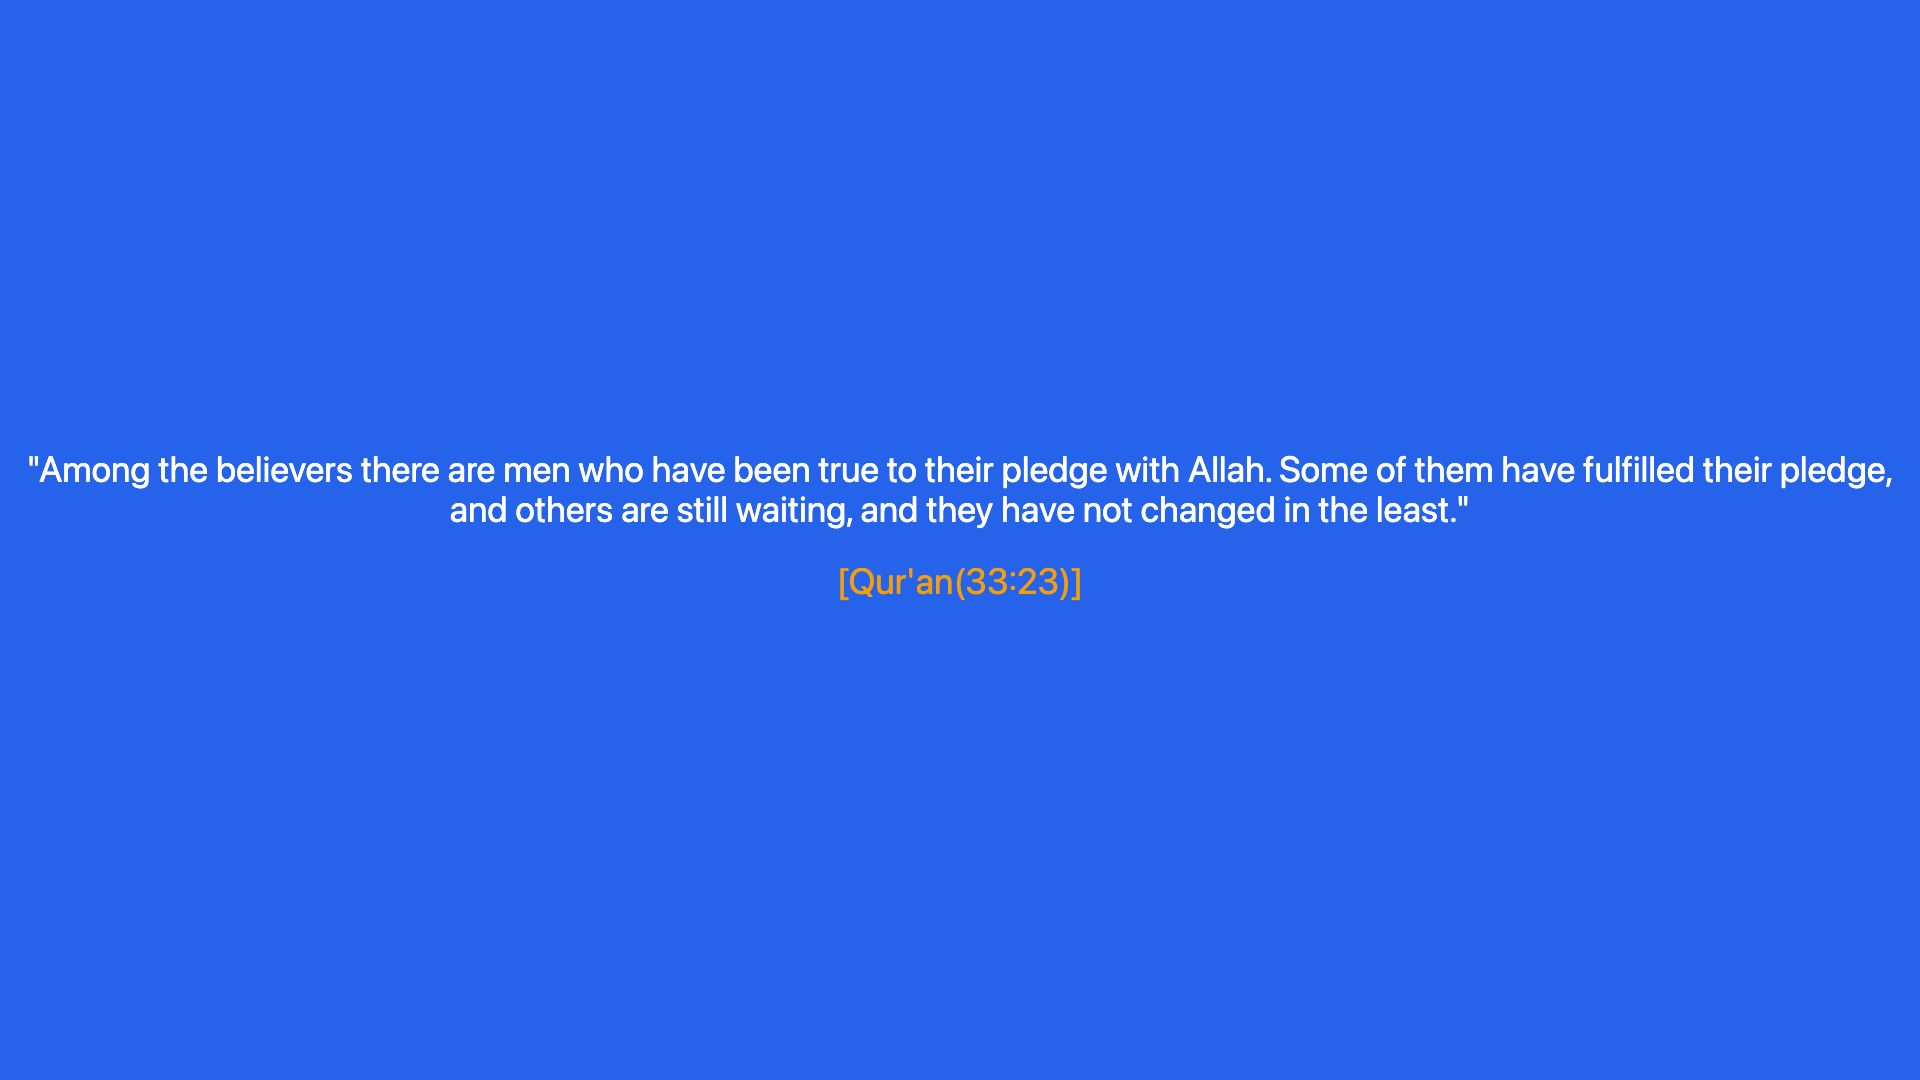 "Among the believers there are men who have been true to their pledge with Allah. Some of them have fulfilled their pledge,
and others are still waiting, and they have not changed in the least."
[Qur'an(33:23)]